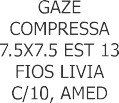 GAZE
COMPRESSA
7.5X7.5 EST 13
FIOS LIVIA
C/10, AMED